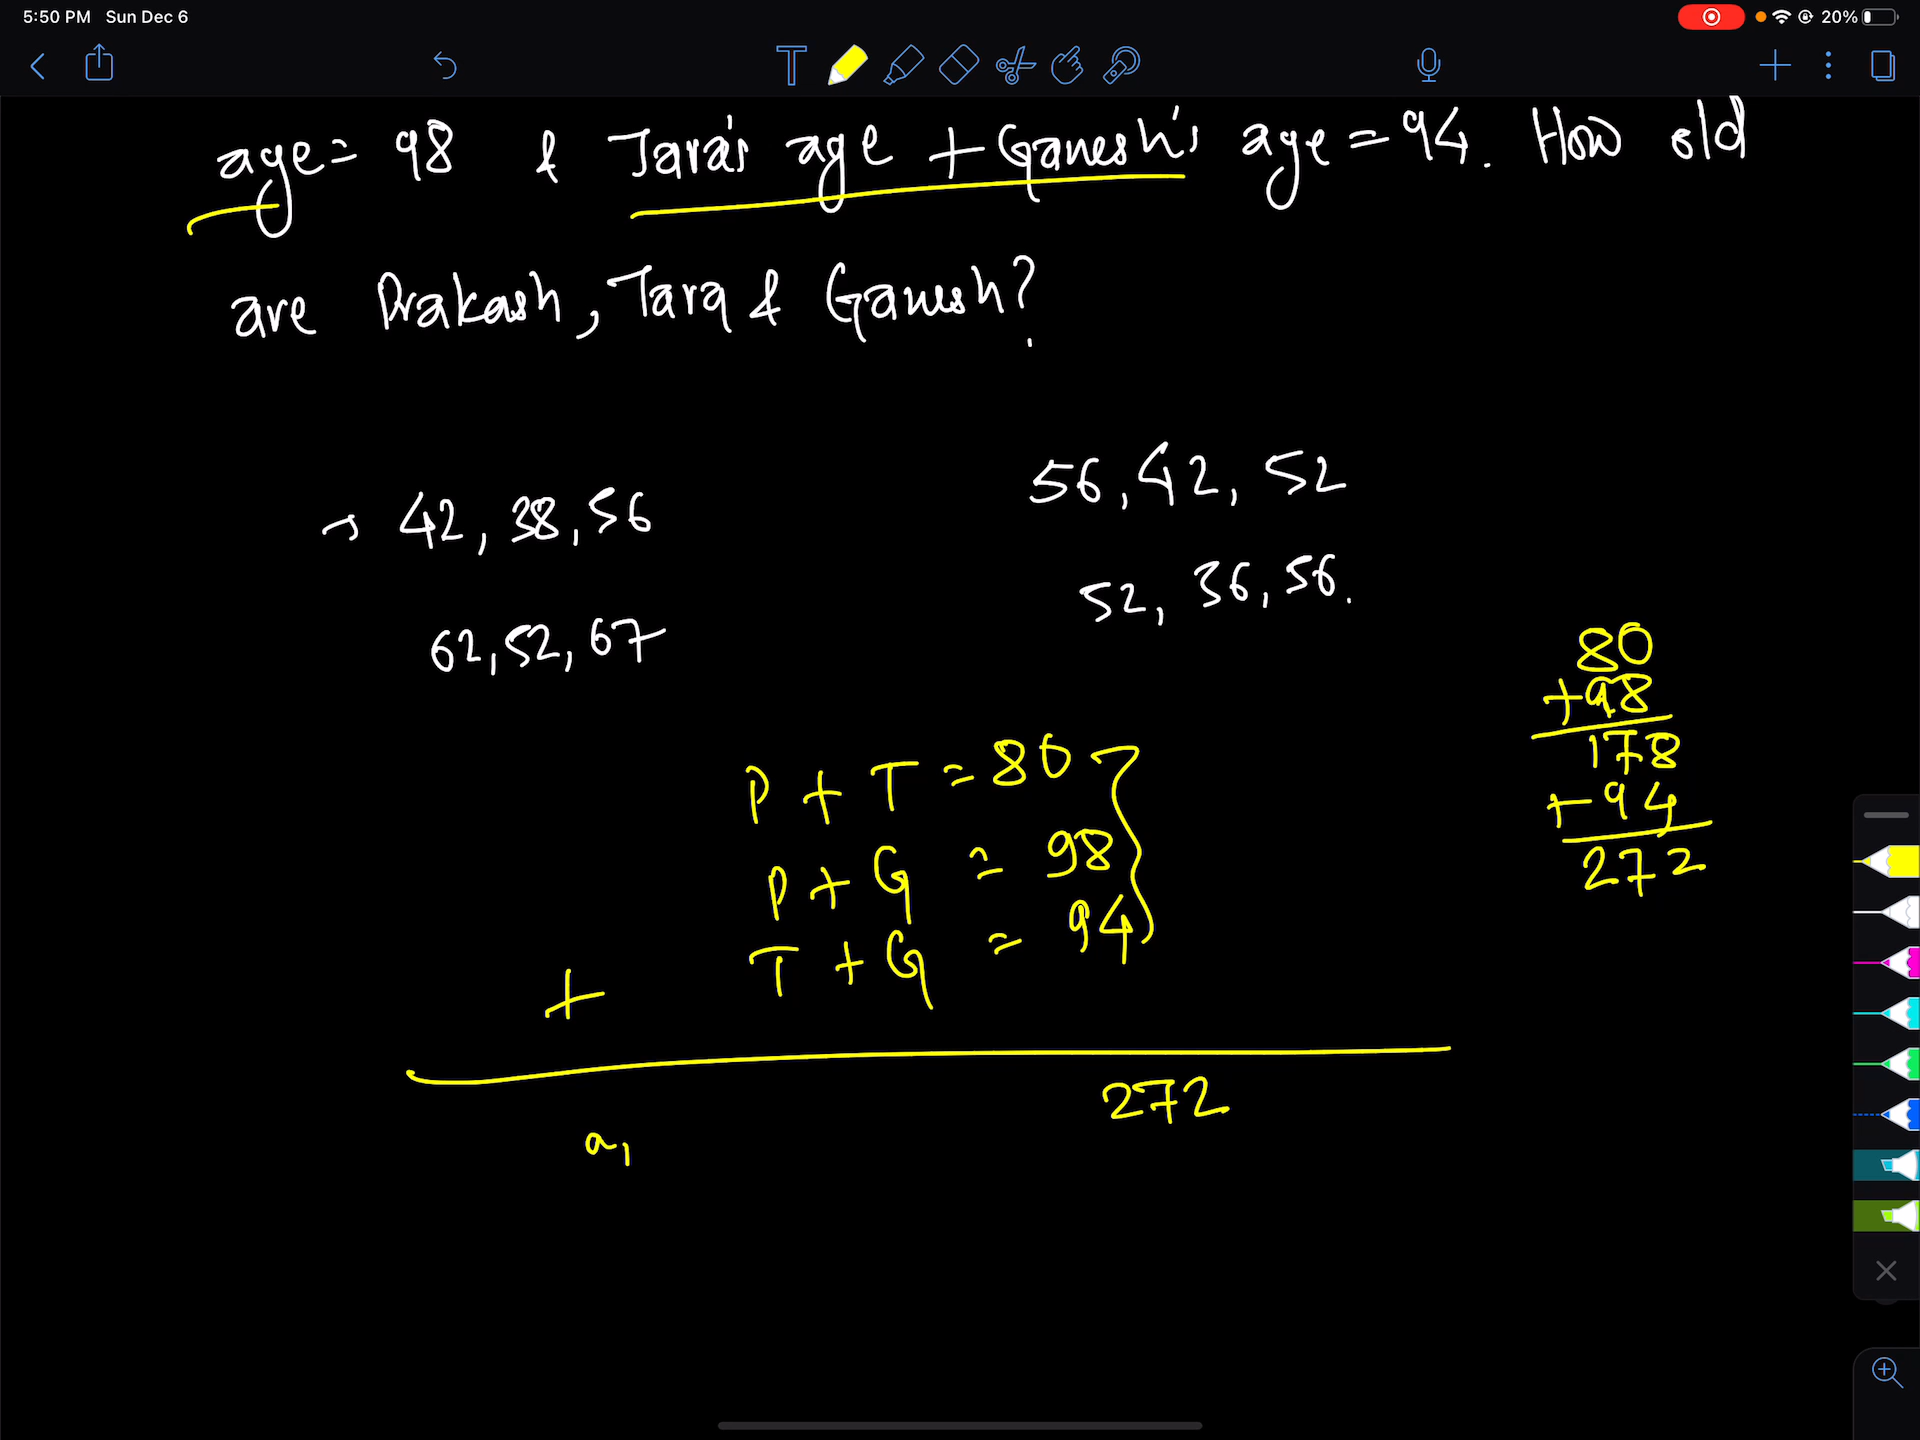 5:50 PM Sun Dec 6
20%
age = 98 & Tara's age + Ganesh's age = 94. How old
are Prakash, Tara & Ganesh?
→ 42, 38, 56
56, 42, 52
62, 52, 67
52, 36, 56.
P + T = 80
P + G = 98
T + G = 94
+
272
a,
80
+98
178
+94
272